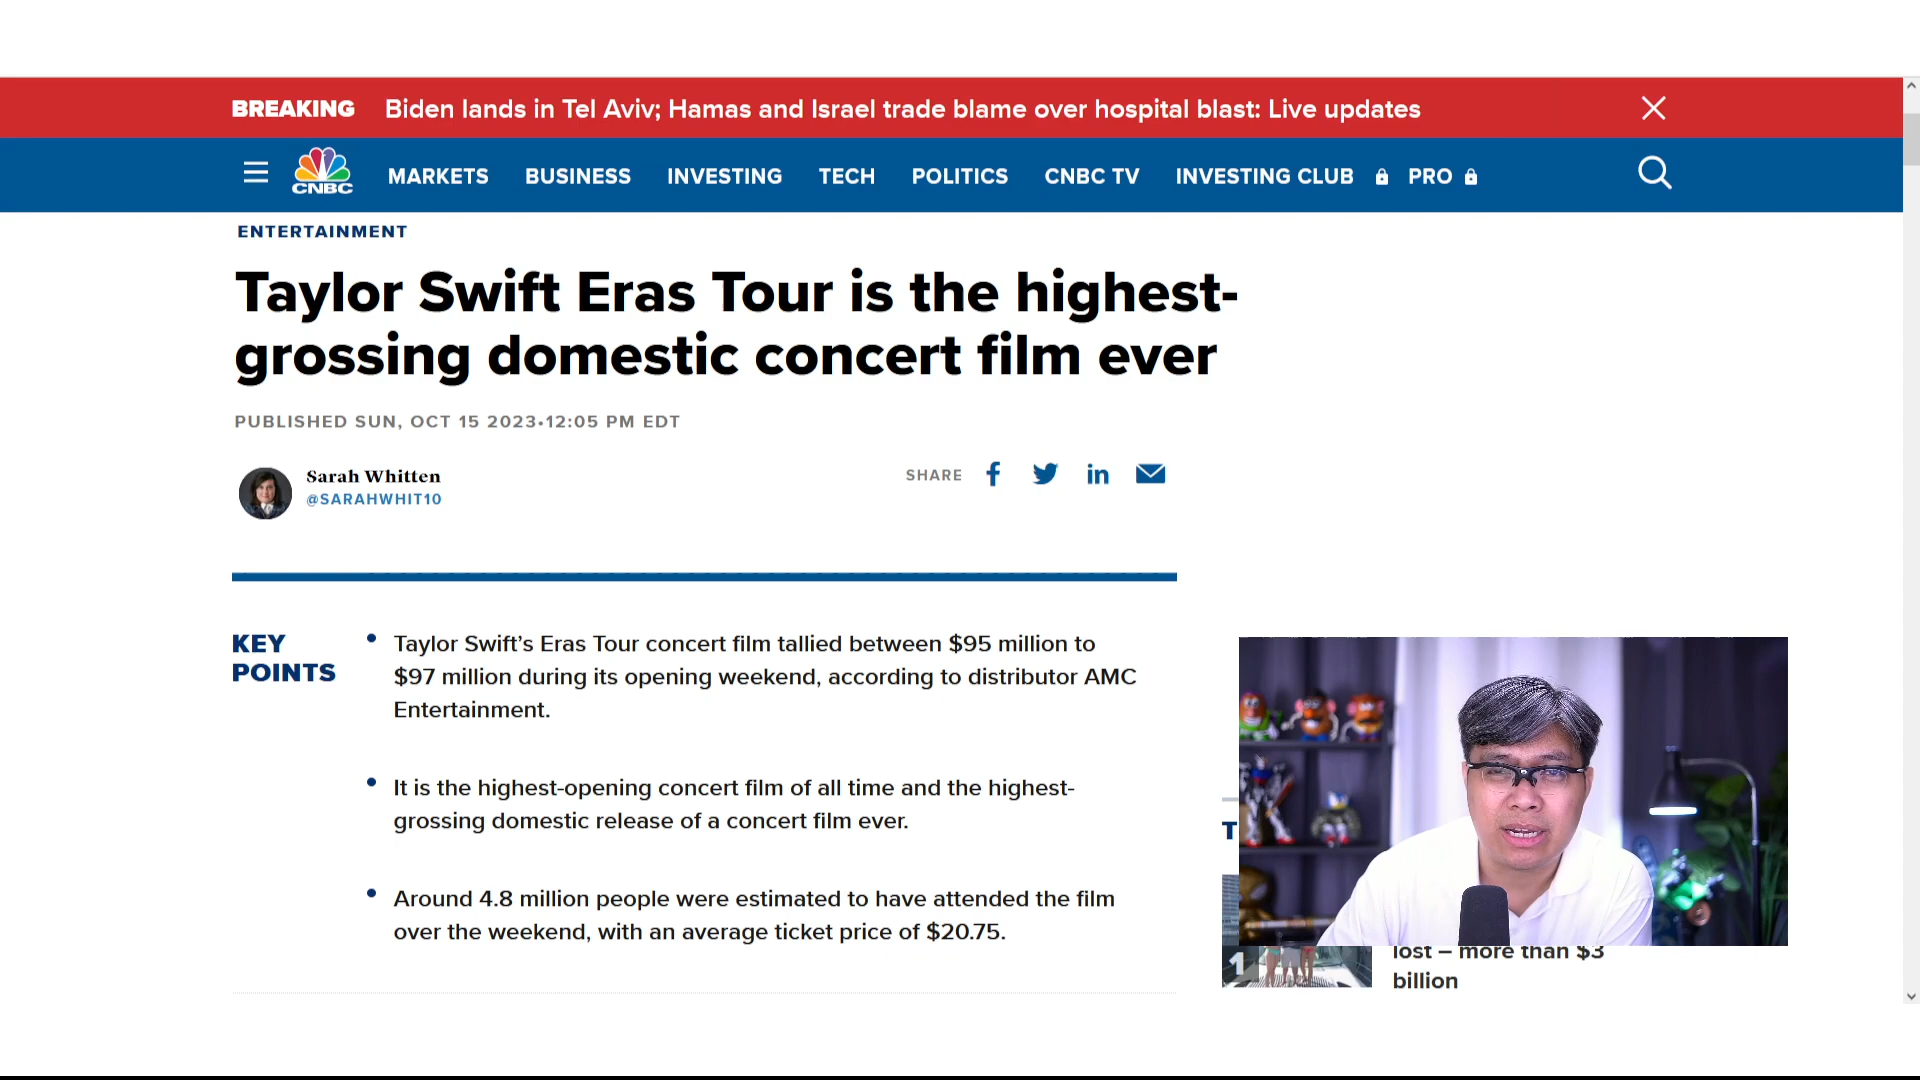 BREAKING Biden lands in Tel Aviv; Hamas and Israel trade blame over hospital blast: Live updates
CNBC MARKETS BUSINESS INVESTING TECH POLITICS CNBC TV INVESTING CLUB PRO
ENTERTAINMENT
Taylor Swift Eras Tour is the highest-
grossing domestic concert film ever
PUBLISHED SUN, OCT 15 2023•12:05 PM EDT
Sarah Whitten
@SARAHWHIT10
SHARE
KEY
POINTS
• Taylor Swift’s Eras Tour concert film tallied between $95 million to
$97 million during its opening weekend, according to distributor AMC
Entertainment.
• It is the highest-opening concert film of all time and the highest-
grossing domestic release of a concert film ever.
• Around 4.8 million people were estimated to have attended the film
over the weekend, with an average ticket price of $20.75.
T
1
lost – more than $3
billion